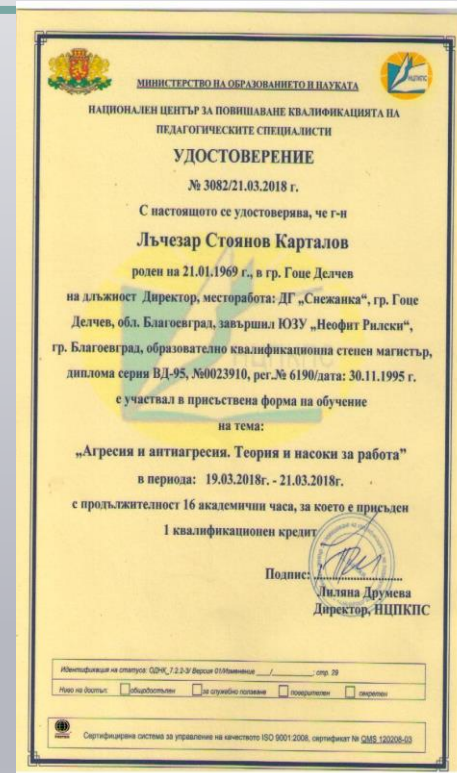 МИНИСТЕРСТВО НА ОБРАЗОВАНИЕТО И НАУКАТА
НЦПКПС
НАЦИОНАЛЕН ЦЕНТЪР ЗА ПОВИШАВАНЕ КВАЛИФИКАЦИЯТА НА
ПЕДАГОГИЧЕСКИТЕ СПЕЦИАЛИСТИ
УДОСТОВЕРЕНИЕ
№ 3082/21.03.2018 г.
С настоящото се удостоверява, че г-н
Лъчезар Стоянов Карталов
роден на 21.01.1969 г., в гр. Гоце Делчев
на длъжност Директор, месторабота: ДГ „Снежанка“, гр. Гоце
Делчев, обл. Благоевград, завършил ЮЗУ „Неофит Рилски“,
гр. Благоевград, образователно квалификационна степен магистър,
диплома серия ВД-95, №0023910, рег.№ 6190/дата: 30.11.1995 г.
е участвал в присъствена форма на обучение
на тема:
„Агресия и антиагресия. Теория и насоки за работа”
в периода: 19.03.2018г. - 21.03.2018г.
с продължителност 16 академични часа, за което е присъден
1 квалификационен кредит
Подпис:
Лиляна Друмева
Директор, НЦПКПС
Идентификация на статуса: ОДНК_7.2.2-3/ Версия 01/Изменение ____/________; стр. 29
Ниво на достъп: общодостъпен за служебно ползване поверителен секретен
Сертифицирана система за управление на качеството ISO 9001:2008, сертификат № QMS 120208-03